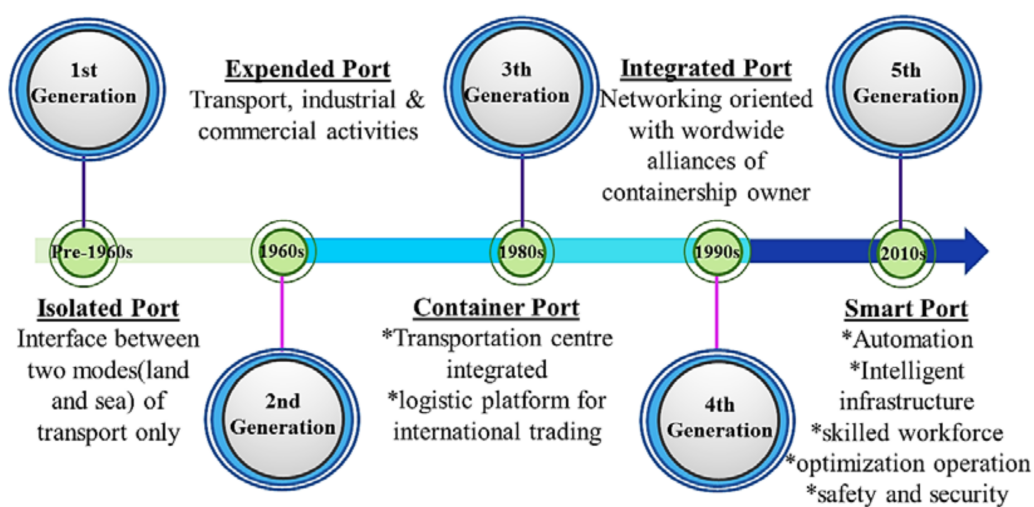 1st
Generation
Expended Port
Transport, industrial &
commercial activities
3th
Generation
Integrated Port
Networking oriented
with wordwide
alliances of
containership owner
5th
Generation
Pre-1960s
1960s
1980s
1990s
2010s
Isolated Port
Interface between
two modes(land
and sea) of
transport only
2nd
Generation
Container Port
*Transportation centre
integrated
*logistic platform for
international trading
4th
Generation
Smart Port
*Automation
*Intelligent
infrastructure
*skilled workforce
*optimization operation
*safety and security